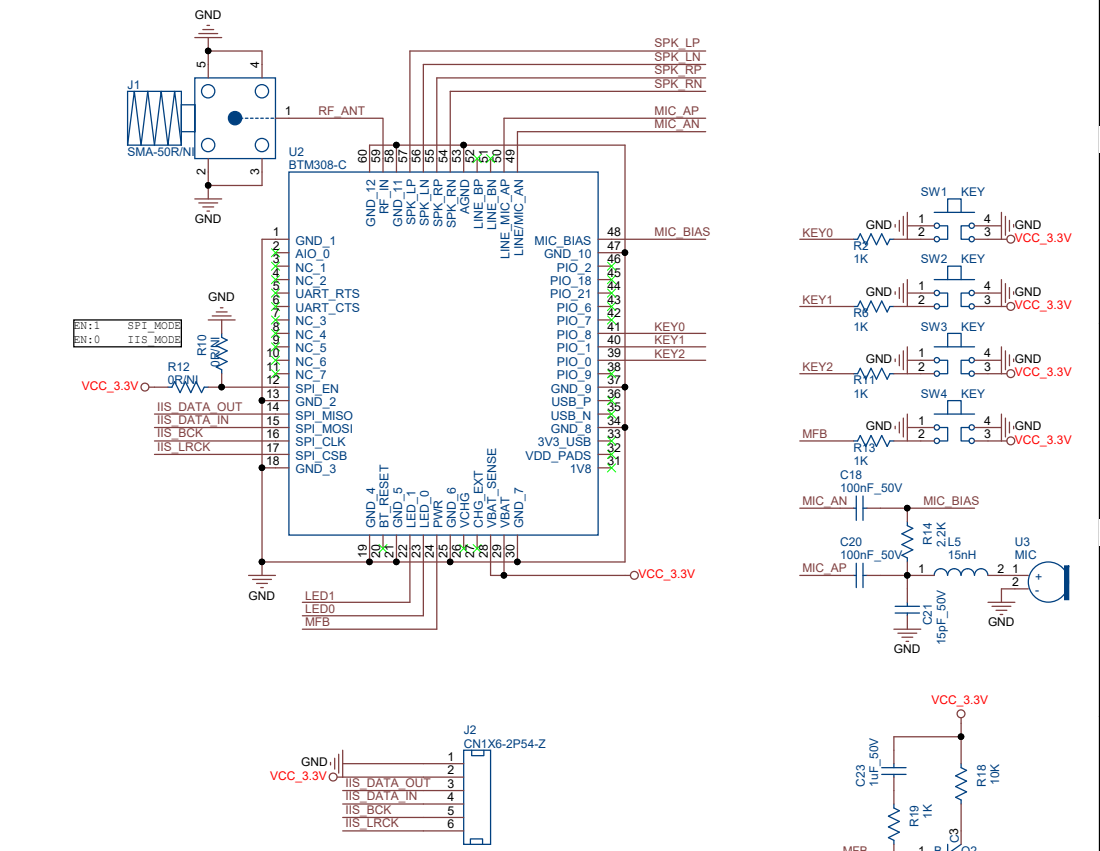 GND
5
4
J1
1
RF_ANT
SMA-50R/NI
2
3
GND
SPK_LP
SPK_LN
SPK_RP
SPK_RN
MIC_AP
MIC_AN
U2
BTM308-C
60
59
58
57
56
55
54
53
52
51
50
49
GND_12
RF_IN
GND_11
SPK_LP
SPK_LN
SPK_RP
SPK_RN
AGND
LINE_BP
LINE_BN
LINE_MIC_AP
LINE/MIC_AN
1 GND_1
2 AIO_0
3 NC_1
4 NC_2
5 UART_RTS
6 UART_CTS
7 NC_3
8 NC_4
9 NC_5
10 NC_6
11 NC_7
12 SPI_EN
13 GND_2
14 SPI_MISO
15 SPI_MOSI
16 SPI_CLK
17 SPI_CSB
18 GND_3
MIC_BIAS 48 MIC_BIAS
GND_10 47
PIO_2 46
PIO_18 45
PIO_21 44
PIO_6 43
PIO_7 42
PIO_8 41 KEY0
PIO_1 40 KEY1
PIO_0 39 KEY2
PIO_9 38
GND_9 37
USB_P 36
USB_N 35
GND_8 34
3V3_USB 33
VDD_PADS 32
1V8 31
GND_4
BT_RESET
GND_5
LED_1
LED_0
PWR
GND_6
VCHG
CHG_EXT
VBAT_SENSE
VBAT
GND_7
19
20
21
22
23
24
25
26
27
28
29
30
GND
EN:1 SPI_MODE
EN:0 IIS_MODE
R10
0R/NI
R12
0R/NI
VCC_3.3V
IIS_DATA_OUT
IIS_DATA_IN
IIS_BCK
IIS_LRCK
GND
VCC_3.3V
LED1
LED0
MFB
SW1 KEY
GND 1 4 GND
KEY0 2 3 VCC_3.3V
R2
1K
SW2 KEY
GND 1 4 GND
KEY1 2 3 VCC_3.3V
R6
1K
SW3 KEY
GND 1 4 GND
KEY2 2 3 VCC_3.3V
R11
1K
SW4 KEY
GND 1 4 GND
MFB 2 3 VCC_3.3V
R13
1K
C18
100nF_50V
MIC_AN MIC_BIAS
R14
2.2K
C20
100nF_50V
MIC_AP
L5
15nH
1 2
U3
MIC
1
2
+
-
GND
C21
15pF_50V
GND
J2
CN1X6-2P54-Z
GND 1
VCC_3.3V 2
IIS_DATA_OUT 3
IIS_DATA_IN 4
IIS_BCK 5
IIS_LRCK 6
VCC_3.3V
C23
1uF_50V
R18
10K
R19
1K
C3